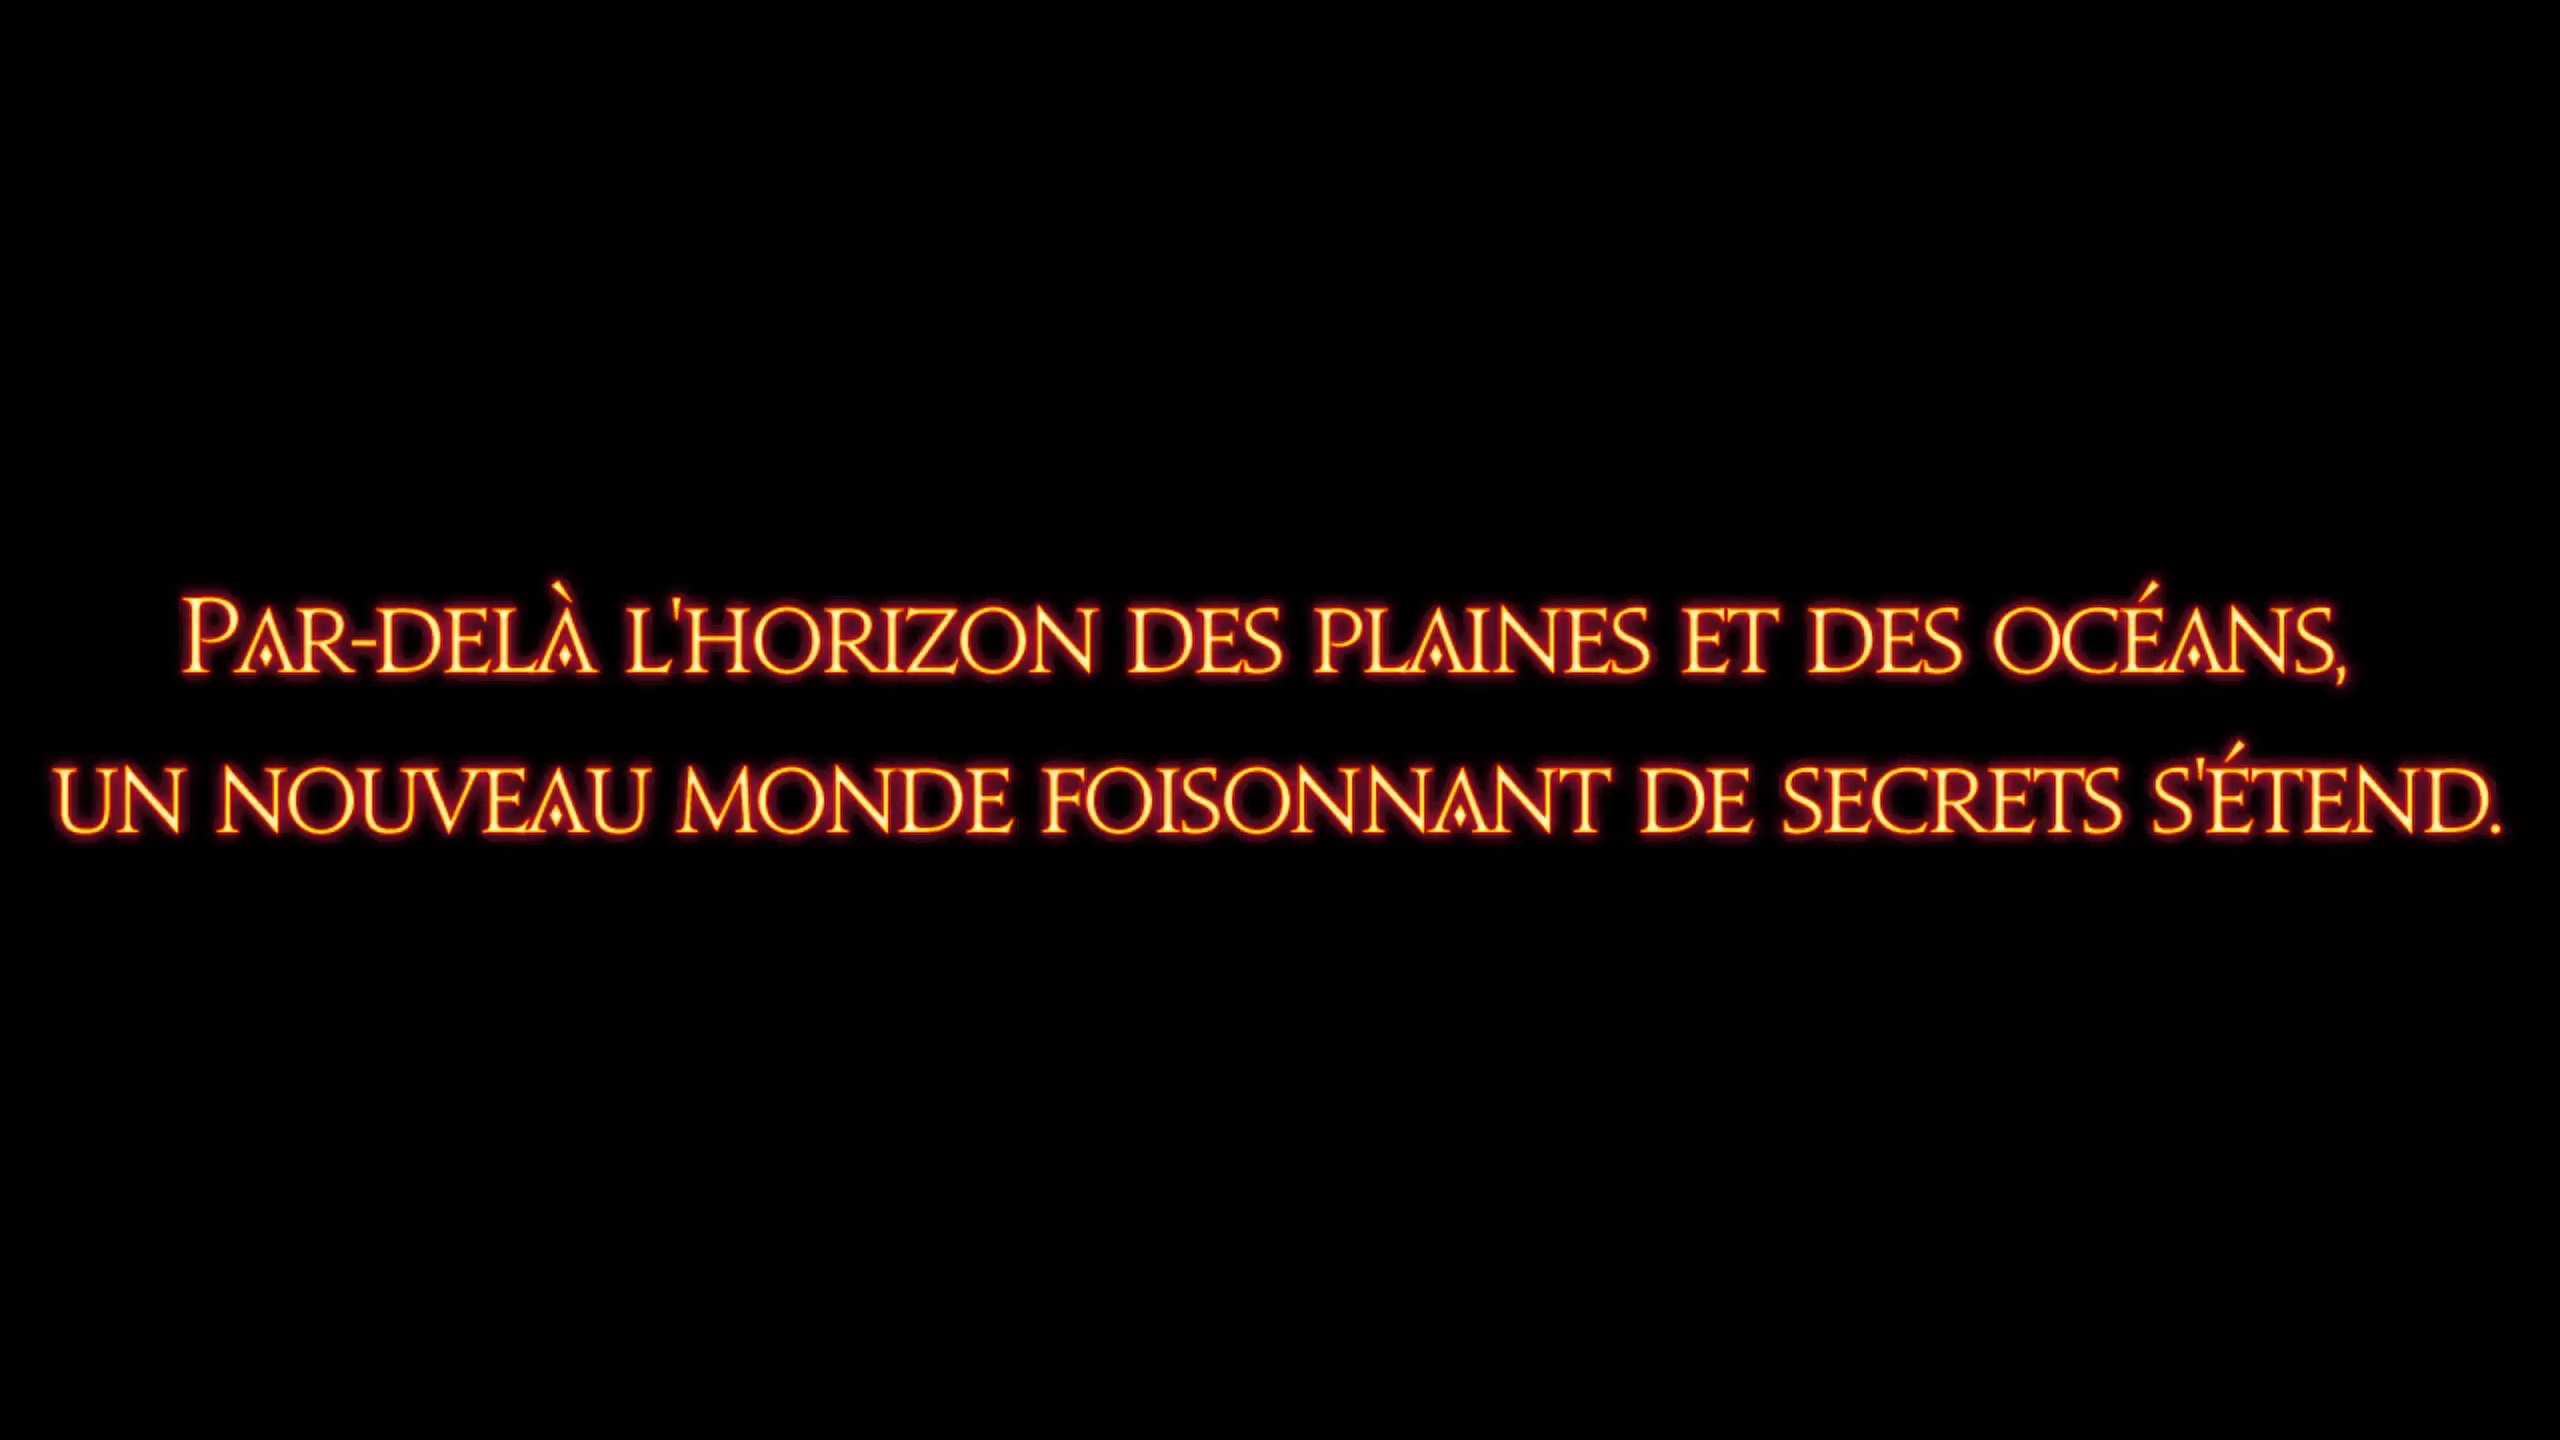 Par-delà l'horizon des plaines et des océans,
un nouveau monde foisonnant de secrets s'étend.